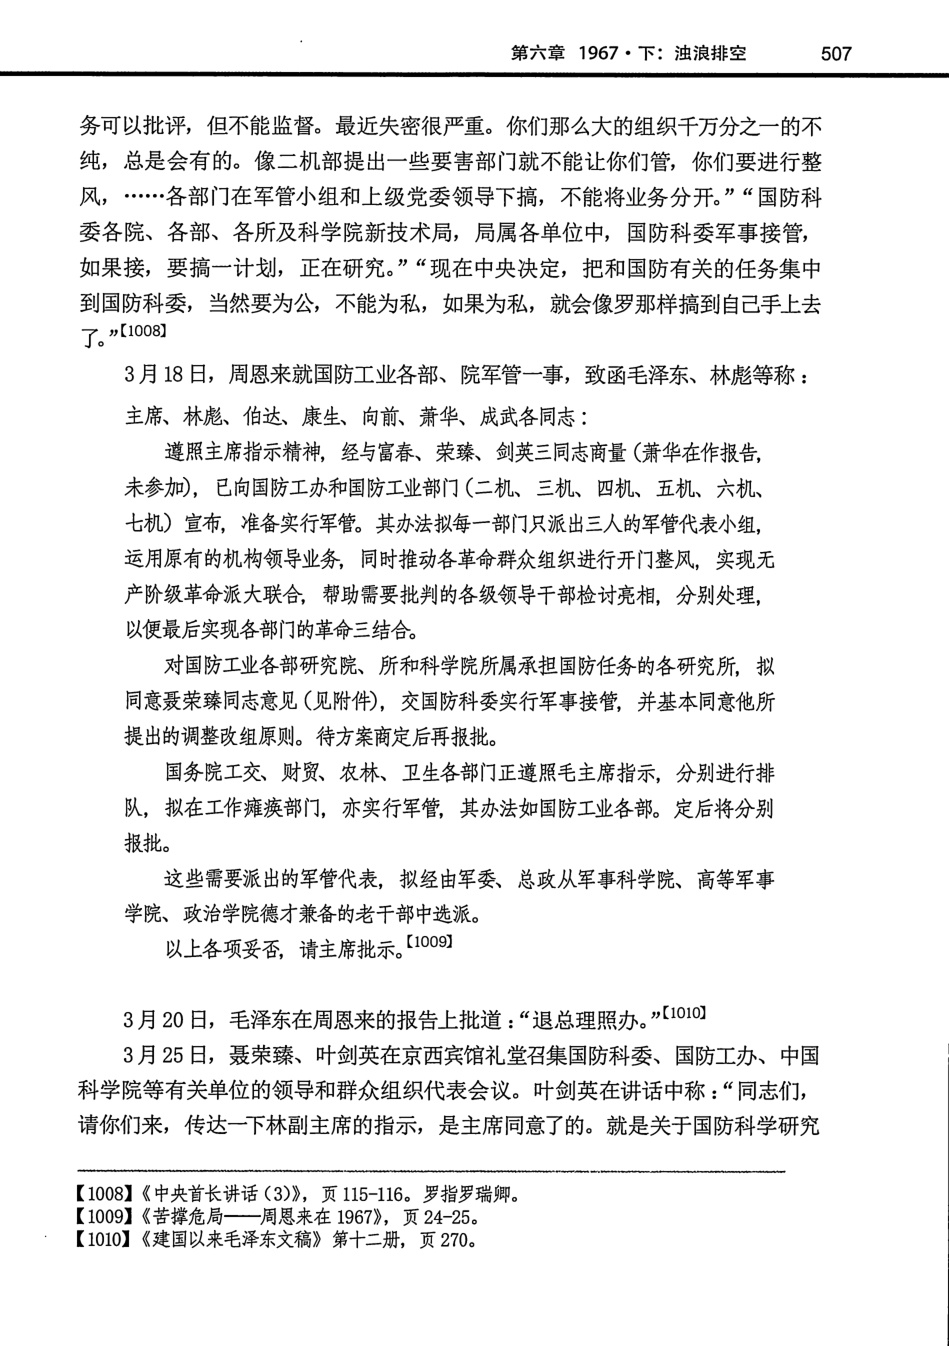 第六章 1967·下：浊浪排空 507
务可以批评，但不能监督。最近失密很严重。你们那么大的组织千万分之一的不
纯，总是会有的。像二机部提出一些要害部门就不能让你们管，你们要进行整
风，……各部门在军管小组和上级党委领导下搞，不能将业务分开。”“国防科
委各院、各部、各所及科学院新技术局，局属各单位中，国防科委军事接管，
如果接，要搞一计划，正在研究。”“现在中央决定，把和国防有关的任务集中
到国防科委，当然要为公，不能为私，如果为私，就会像罗那样搞到自己手上去
了。”【1008】
3月18日，周恩来就国防工业各部、院军管一事，致函毛泽东、林彪等称：
主席、林彪、伯达、康生、向前、萧华、成武各同志：
遵照主席指示精神，经与富春、荣臻、剑英三同志商量（萧华在作报告，
未参加），已向国防工办和国防工业部门（二机、三机、四机、五机、六机、
七机）宣布，准备实行军管。其办法拟每一部门只派出三人的军管代表小组，
运用原有的机构领导业务，同时推动各革命群众组织进行开门整风，实现无
产阶级革命派大联合，帮助需要批判的各级领导干部检讨亮相，分别处理，
以便最后实现各部门的革命三结合。
对国防工业各部研究院、所和科学院所属承担国防任务的各研究所，拟
同意聂荣臻同志意见（见附件），交国防科委实行军事接管，并基本同意他所
提出的调整改组原则。待方案商定后再报批。
国务院工交、财贸、农林、卫生各部门正遵照毛主席指示，分别进行排
队，拟在工作瘫痪部门，亦实行军管，其办法如国防工业各部。定后将分别
报批。
这些需要派出的军管代表，拟经由军委、总政从军事科学院、高等军事
学院、政治学院德才兼备的老干部中选派。
以上各项妥否，请主席批示。【1009】
3月20日，毛泽东在周恩来的报告上批道：“退总理照办。”【1010】
3月25日，聂荣臻、叶剑英在京西宾馆礼堂召集国防科委、国防工办、中国
科学院等有关单位的领导和群众组织代表会议。叶剑英在讲话中称：“同志们，
请你们来，传达一下林副主席的指示，是主席同意了的。就是关于国防科学研究
【1008】《中央首长讲话（3）》，页115-116。罗指罗瑞卿。
【1009】《苦撑危局——周恩来在1967》，页24-25。
【1010】《建国以来毛泽东文稿》第十二册，页270。